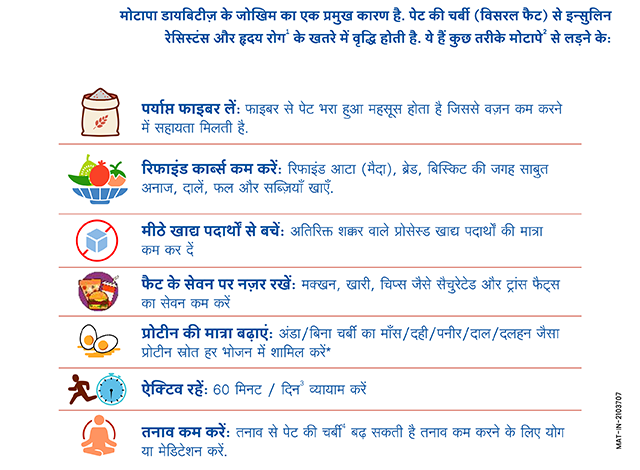 मोटापा डायबिटीज़ के जोखिम का एक प्रमुख कारण है. पेट की चर्बी (विसरल फैट) से इन्सुलिन
रेसिस्टंस और हृदय रोग¹ के खतरे में वृद्धि होती है. ये हैं कुछ तरीके मोटापे² से लड़ने के:
पर्याप्त फाइबर लें: फाइबर से पेट भरा हुआ महसूस होता है जिससे वज़न कम करने
में सहायता मिलती है.
रिफाइंड कार्ब्स कम करें: रिफाइंड आटा (मैदा), ब्रेड, बिस्किट की जगह साबुत
अनाज, दालें, फल और सब्ज़ियाँ खाएँ.
मीठे खाद्य पदार्थों से बचें: अतिरिक्त शक्कर वाले प्रोसेस्ड खाद्य पदार्थों की मात्रा
कम कर दें
फैट के सेवन पर नज़र रखें: मक्खन, खारी, चिप्स जैसे सैचुरेटेड और ट्रांस फैट्स
का सेवन कम करें
प्रोटीन की मात्रा बढ़ाएं: अंडा/बिना चर्बी का माँस/दही/पनीर/दाल/दलहन जैसा
प्रोटीन स्रोत हर भोजन में शामिल करें*
ऐक्टिव रहें: 60 मिनट / दिन³ व्यायाम करें
तनाव कम करें: तनाव से पेट की चर्बी⁴ बढ़ सकती है तनाव कम करने के लिए योग
या मेडिटेशन करें.
MAT-IN-2103707